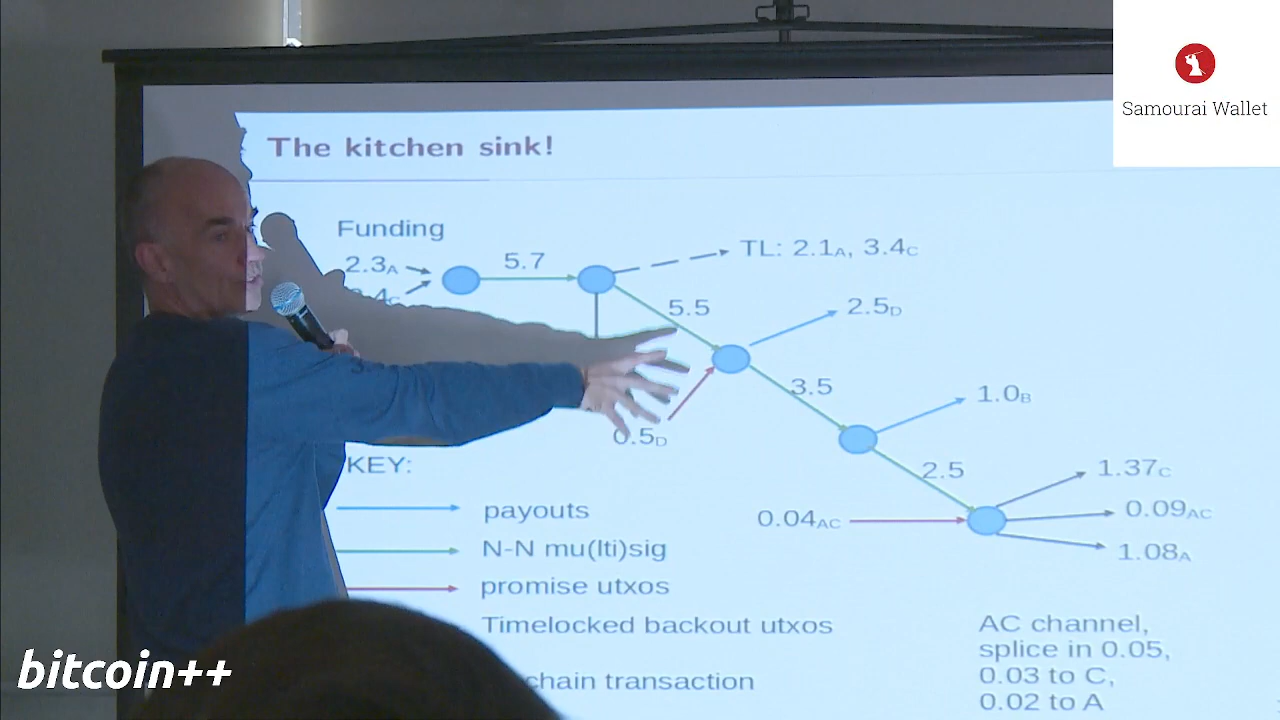 Samourai Wallet
The kitchen sink!
Funding
2.3A
5.7
TL: 2.1A, 3.4C
5.5
2.5D
3.5
1.0B
0.5D
2.5
1.37C
0.04AC
0.09AC
1.08A
KEY:
payouts
N-N mu(lti)sig
promise utxos
Timelocked backout utxos
chain transaction
AC channel,
splice in 0.05,
0.03 to C,
0.02 to A
bitcoin++